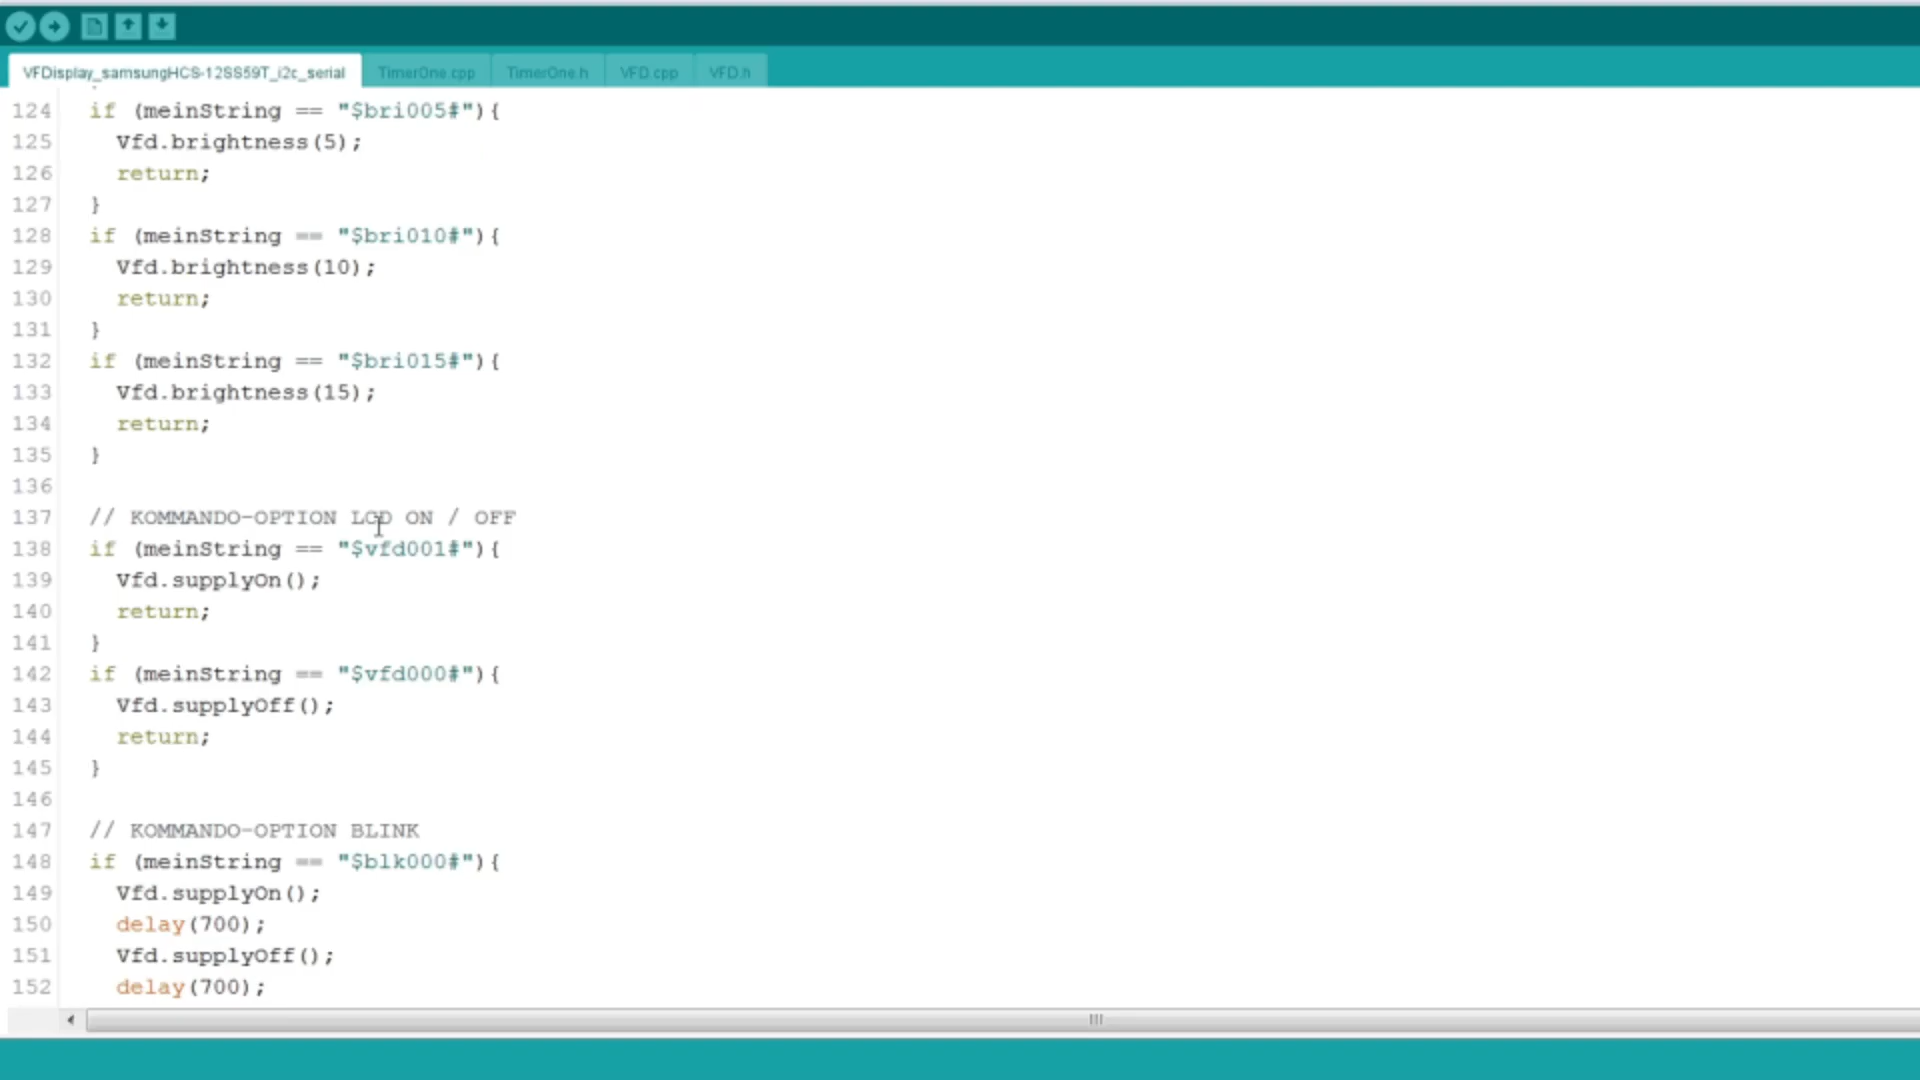 VFDisplay_samsungHCS-12SS59T_i2c_serial TimerOne.cpp TimerOne.h VFD.cpp VFD.h
124 if (meinString == "$bri005#"){
125 Vfd.brightness(5);
126 return;
127 }
128 if (meinString == "$bri010#"){
129 Vfd.brightness(10);
130 return;
131 }
132 if (meinString == "$bri015#"){
133 Vfd.brightness(15);
134 return;
135 }
136
137 // KOMMANDO-OPTION LCD ON / OFF
138 if (meinString == "$vfd001#"){
139 Vfd.supplyOn();
140 return;
141 }
142 if (meinString == "$vfd000#"){
143 Vfd.supplyOff();
144 return;
145 }
146
147 // KOMMANDO-OPTION BLINK
148 if (meinString == "$blk000#"){
149 Vfd.supplyOn();
150 delay(700);
151 Vfd.supplyOff();
152 delay(700);